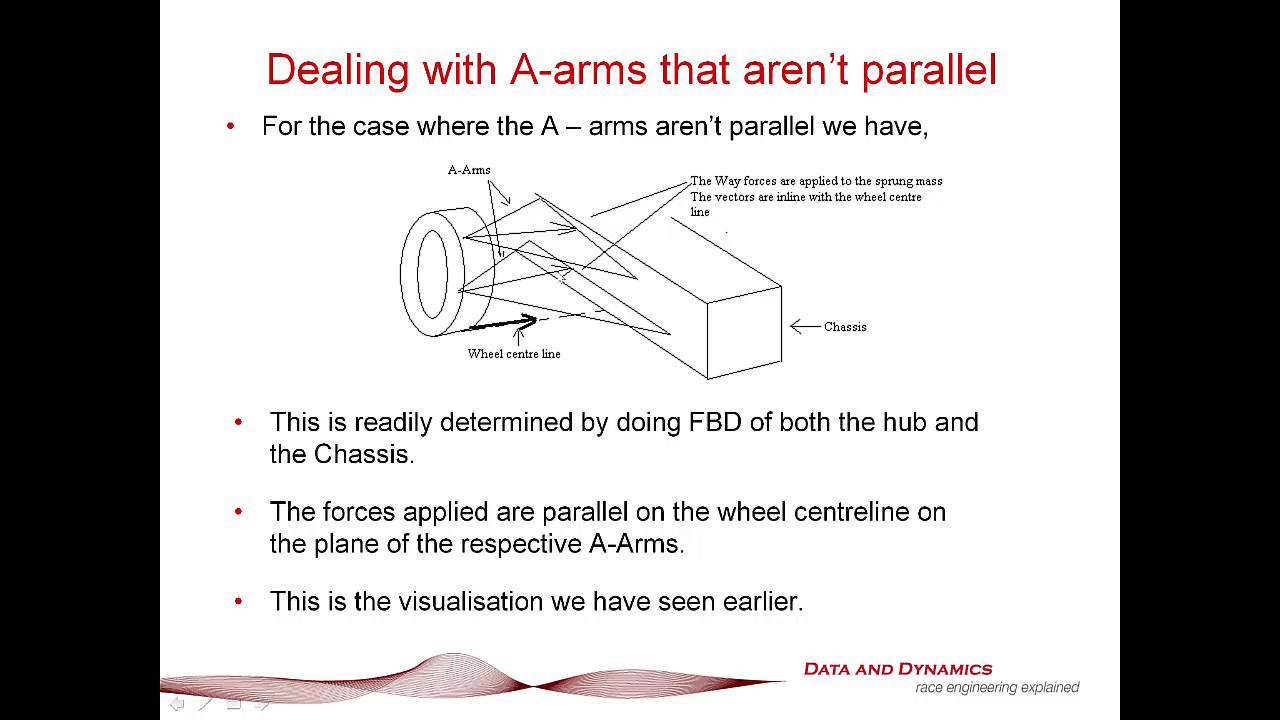 Dealing with A-arms that aren't parallel
• For the case where the A – arms aren't parallel we have,
A-Arms
The Way forces are applied to the sprung mass
The vectors are inline with the wheel centre
line
Chassis
Wheel centre line
• This is readily determined by doing FBD of both the hub and
the Chassis.
• The forces applied are parallel on the wheel centreline on
the plane of the respective A-Arms.
• This is the visualisation we have seen earlier.
DATA AND DYNAMICS
race engineering explained